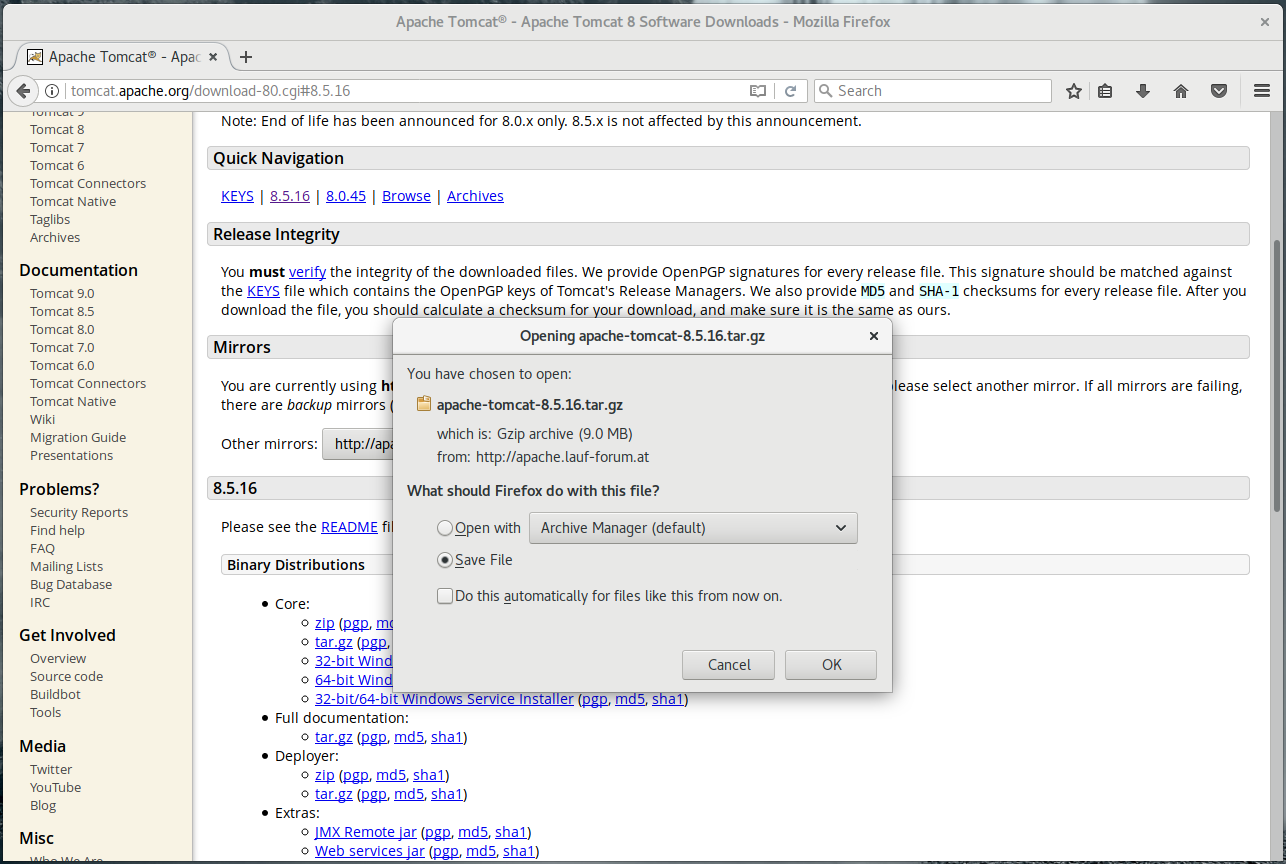 Apache Tomcat® - Apache Tomcat 8 Software Downloads - Mozilla Firefox
Apache Tomcat® - Apac
tomcat.apache.org/download-80.cgi#8.5.16
Search
Tomcat 9
Tomcat 8
Tomcat 7
Tomcat 6
Tomcat Connectors
Tomcat Native
Taglibs
Archives
Documentation
Tomcat 9.0
Tomcat 8.5
Tomcat 8.0
Tomcat 7.0
Tomcat 6.0
Tomcat Connectors
Tomcat Native
Wiki
Migration Guide
Presentations
Problems?
Security Reports
Find help
FAQ
Mailing Lists
Bug Database
IRC
Get Involved
Overview
Source code
Buildbot
Tools
Media
Twitter
YouTube
Blog
Misc
Who We Are
Note: End of life has been announced for 8.0.x only. 8.5.x is not affected by this announcement.
Quick Navigation
KEYS | 8.5.16 | 8.0.45 | Browse | Archives
Release Integrity
You must verify the integrity of the downloaded files. We provide OpenPGP signatures for every release file. This signature should be matched against
the KEYS file which contains the OpenPGP keys of Tomcat's Release Managers. We also provide MD5 and SHA-1 checksums for every release file. After you
download the file, you should calculate a checksum for your download, and make sure it is the same as ours.
Mirrors
You are currently using ht please select another mirror. If all mirrors are failing,
there are backup mirrors (
Other mirrors: http://apa
8.5.16
Please see the README fil
Binary Distributions
Core:
zip (pgp, md
tar.gz (pgp,
32-bit Wind
64-bit Wind
32-bit/64-bit Windows Service Installer (pgp, md5, sha1)
Full documentation:
tar.gz (pgp, md5, sha1)
Deployer:
zip (pgp, md5, sha1)
tar.gz (pgp, md5, sha1)
Extras:
JMX Remote jar (pgp, md5, sha1)
Web services jar (pgp, md5, sha1)
Opening apache-tomcat-8.5.16.tar.gz
You have chosen to open:
apache-tomcat-8.5.16.tar.gz
which is: Gzip archive (9.0 MB)
from: http://apache.lauf-forum.at
What should Firefox do with this file?
Open with Archive Manager (default)
Save File
Do this automatically for files like this from now on.
Cancel OK